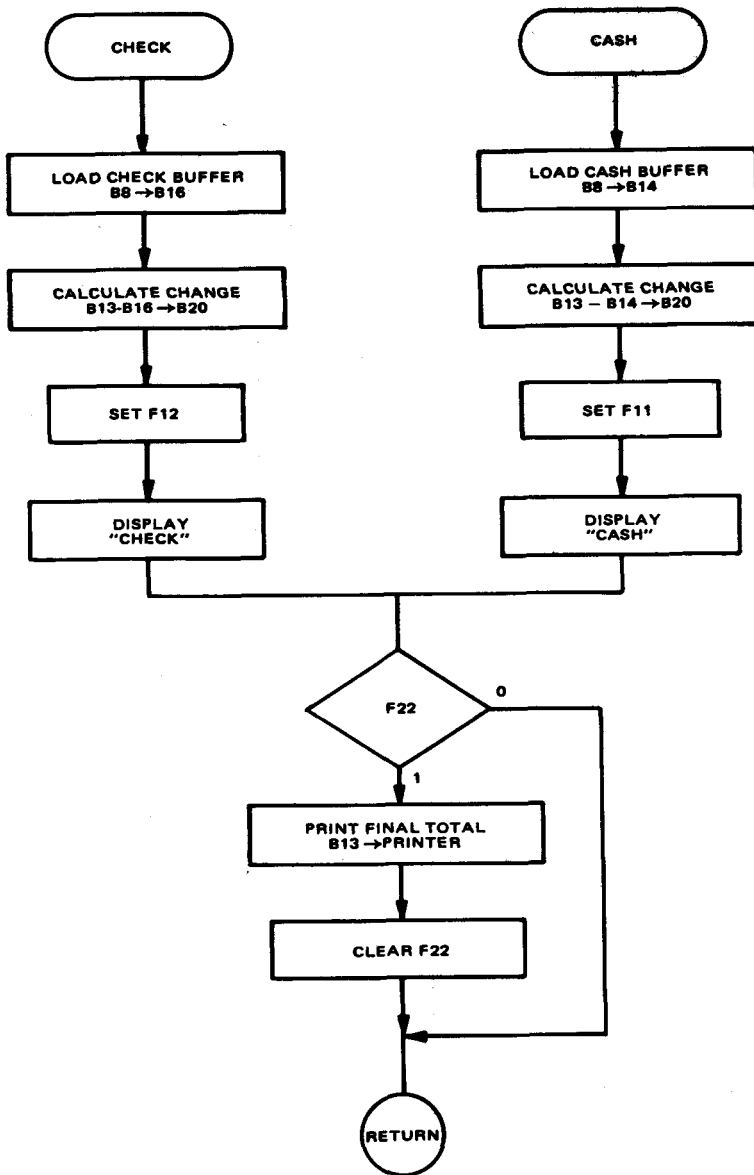 CHECK
CASH
LOAD CHECK BUFFER
B8→B16
LOAD CASH BUFFER
B8→B14
CALCULATE CHANGE
B13-B16→B20
CALCULATE CHANGE
B13 – B14→B20
SET F12
SET F11
DISPLAY
"CHECK"
DISPLAY
"CASH"
F22
0
1
PRINT FINAL TOTAL
B13→PRINTER
CLEAR F22
RETURN